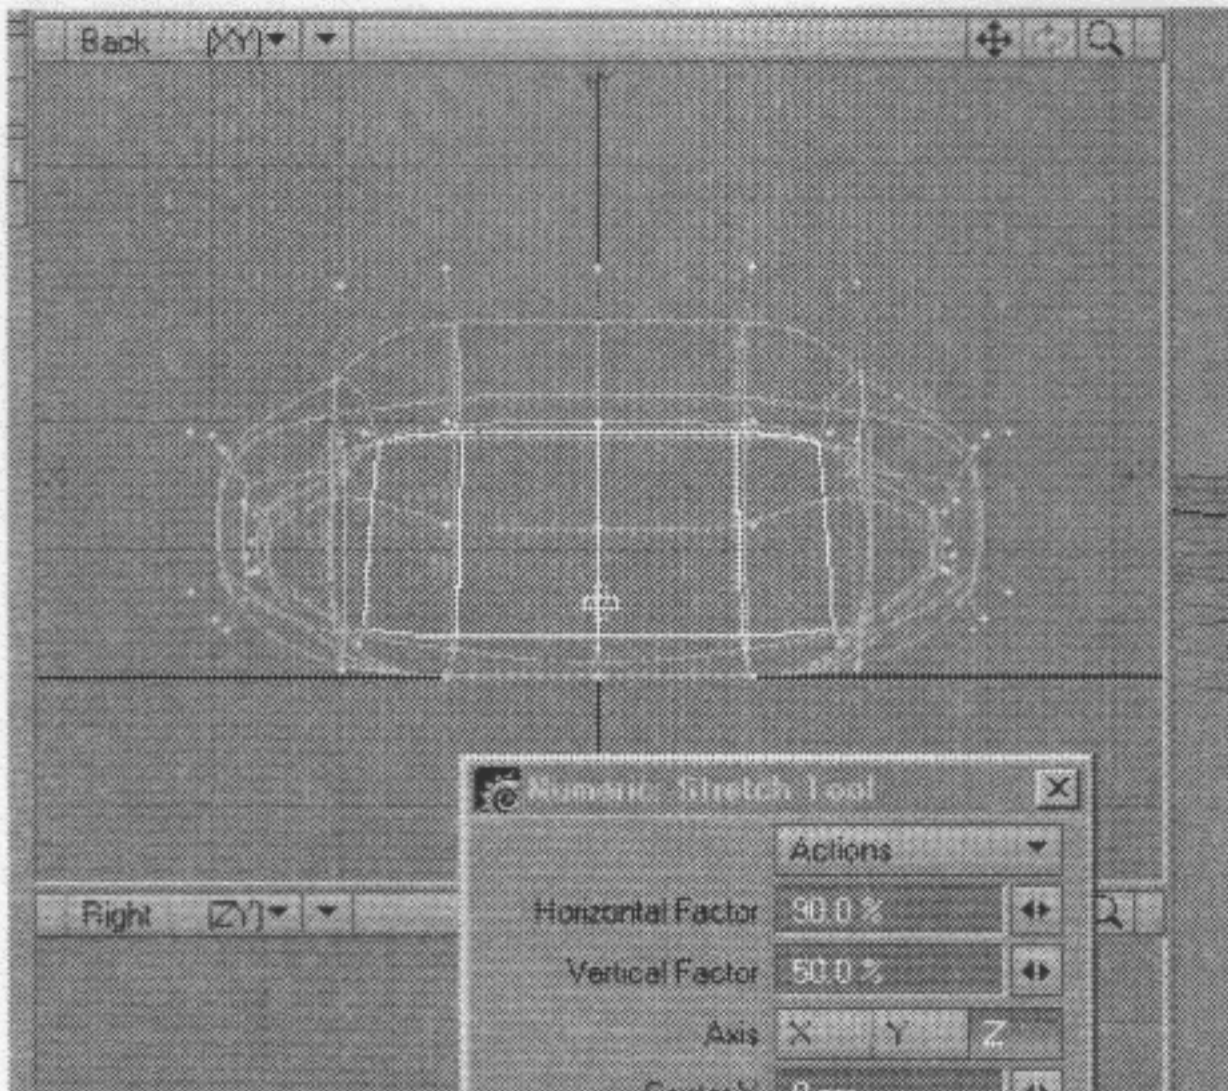 Back (XY)
Y
Numeric: Stretch Tool
Actions
Right (ZY)
Horizontal Factor 90.0 %
Vertical Factor 50.0 %
Axis X Y Z